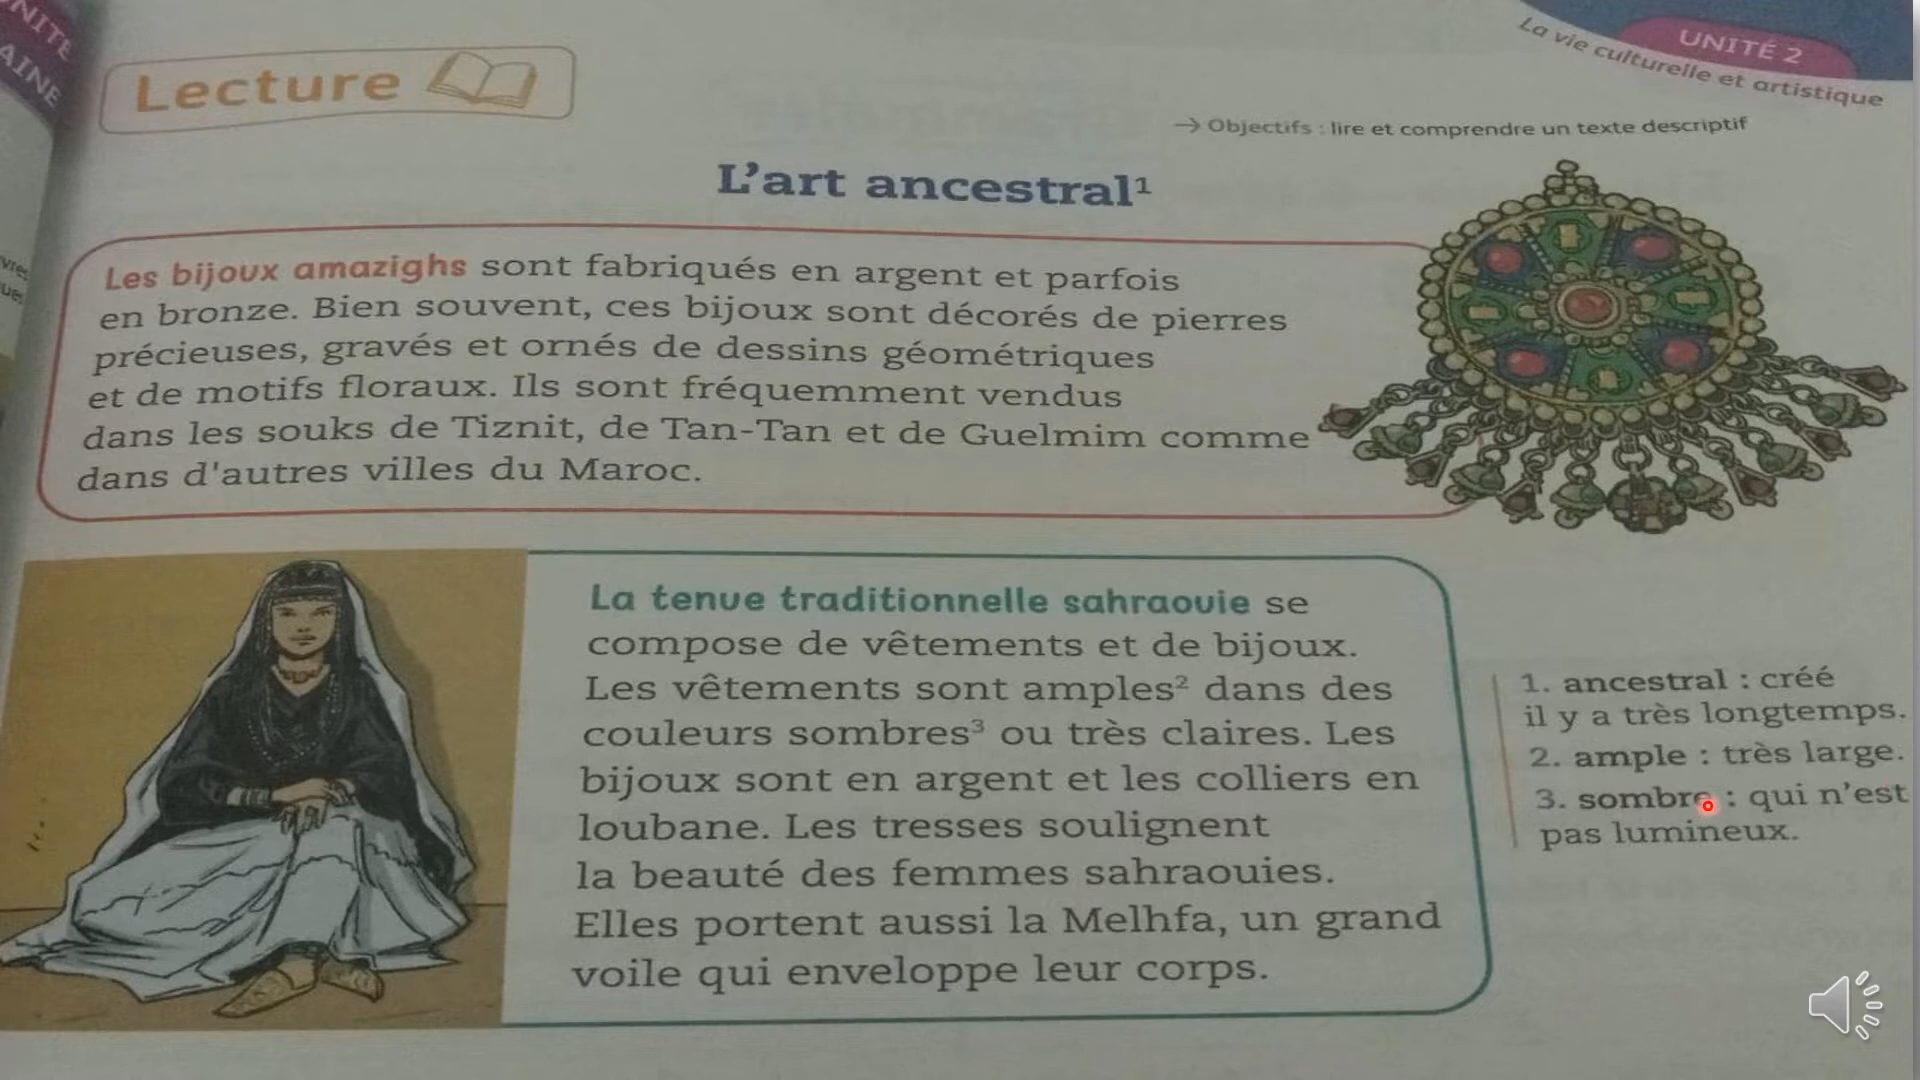 NITÉ
AINE
UNITÉ 2
La vie culturelle et artistique
Lecture
→ Objectifs : lire et comprendre un texte descriptif
L'art ancestral¹
Les bijoux amazighs sont fabriqués en argent et parfois
en bronze. Bien souvent, ces bijoux sont décorés de pierres
précieuses, gravés et ornés de dessins géométriques
et de motifs floraux. Ils sont fréquemment vendus
dans les souks de Tiznit, de Tan-Tan et de Guelmim comme
dans d'autres villes du Maroc.
La tenue traditionnelle sahraouie se
compose de vêtements et de bijoux.
Les vêtements sont amples² dans des
couleurs sombres³ ou très claires. Les
bijoux sont en argent et les colliers en
loubane. Les tresses soulignent
la beauté des femmes sahraouies.
Elles portent aussi la Melhfa, un grand
voile qui enveloppe leur corps.
1. ancestral : créé
il y a très longtemps.
2. ample : très large.
3. sombre : qui n'est
pas lumineux.